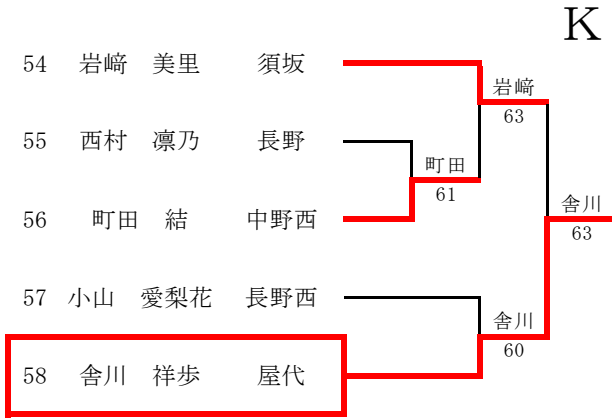 K
54 岩﨑 美里 須坂
岩﨑
63
55 西村 凛乃 長野
町田
61
56 町田 結 中野西
舎川
63
57 小山 愛梨花 長野西
舎川
60
58 舎川 祥歩 屋代